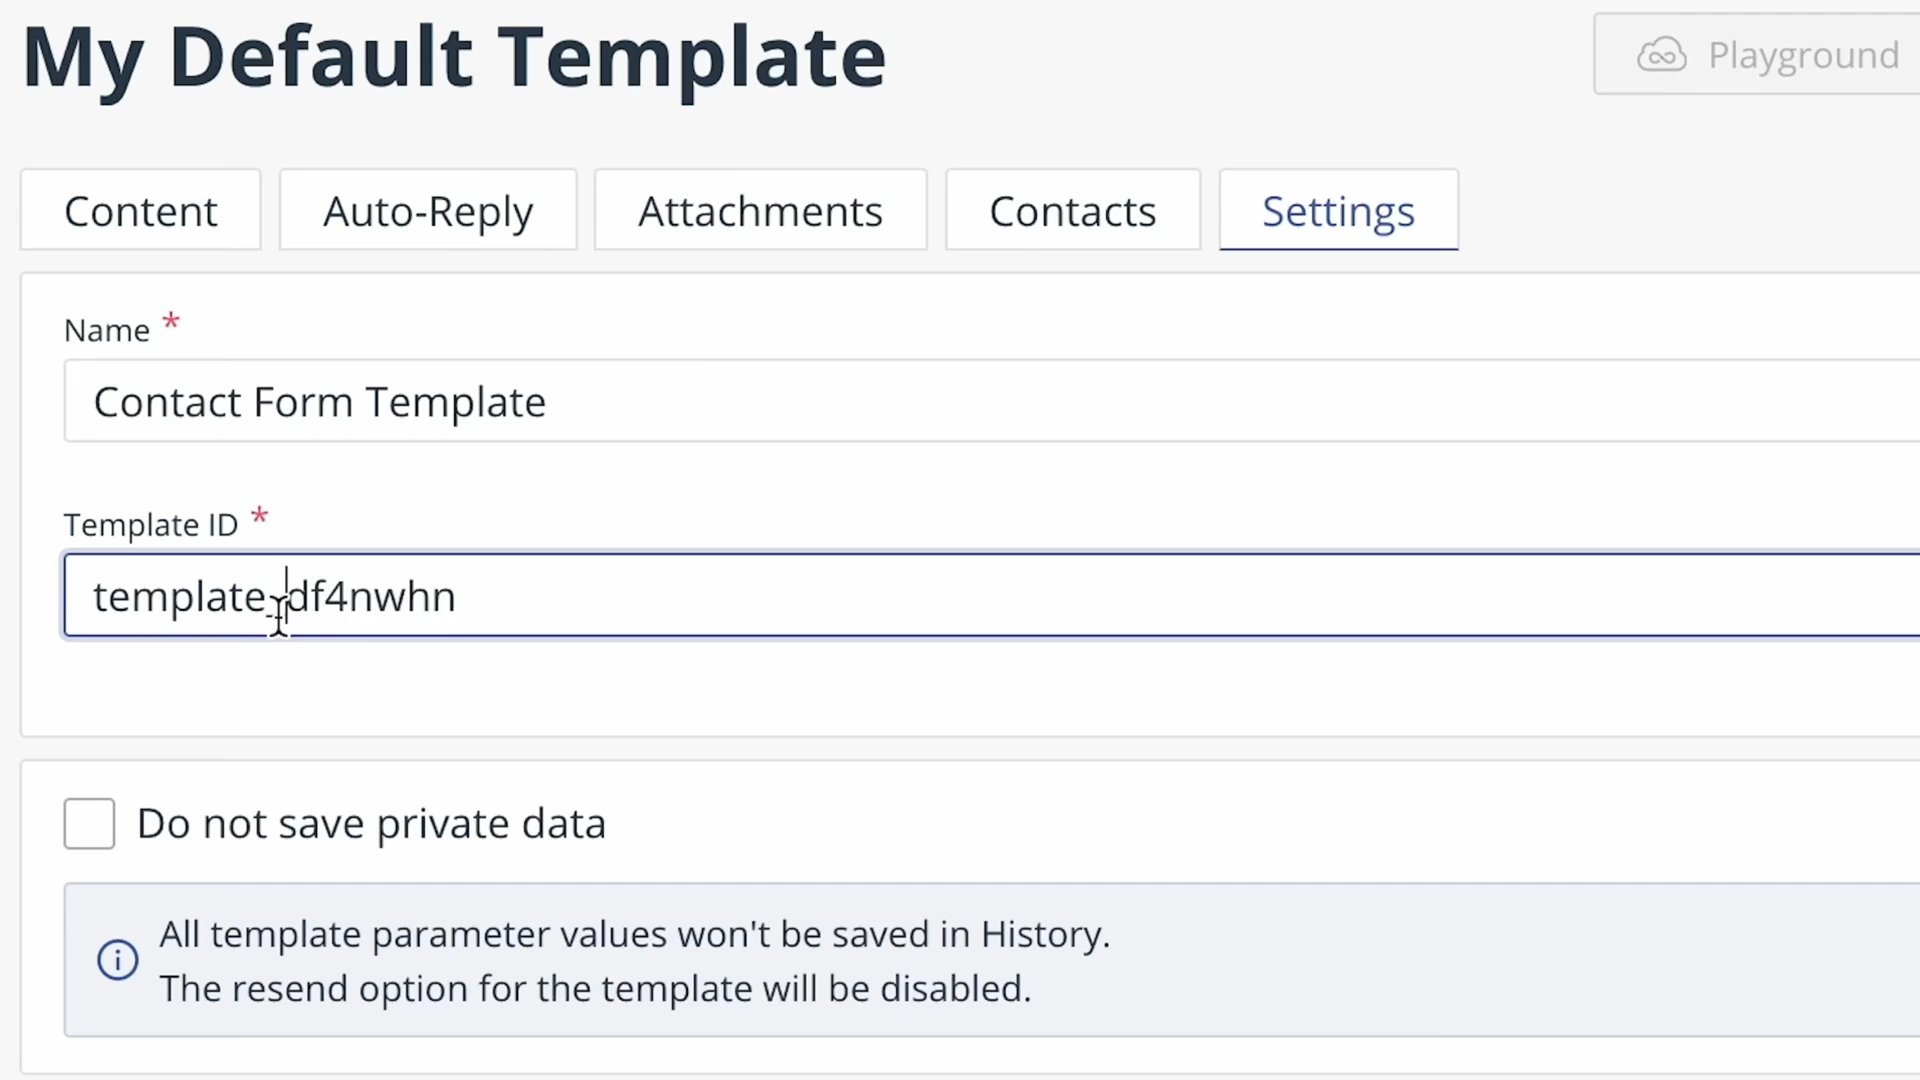 My Default Template
Playground
Content
Auto-Reply
Attachments
Contacts
Settings
Name *
Contact Form Template
Template ID *
template_df4nwhn
Do not save private data
All template parameter values won't be saved in History.
The resend option for the template will be disabled.